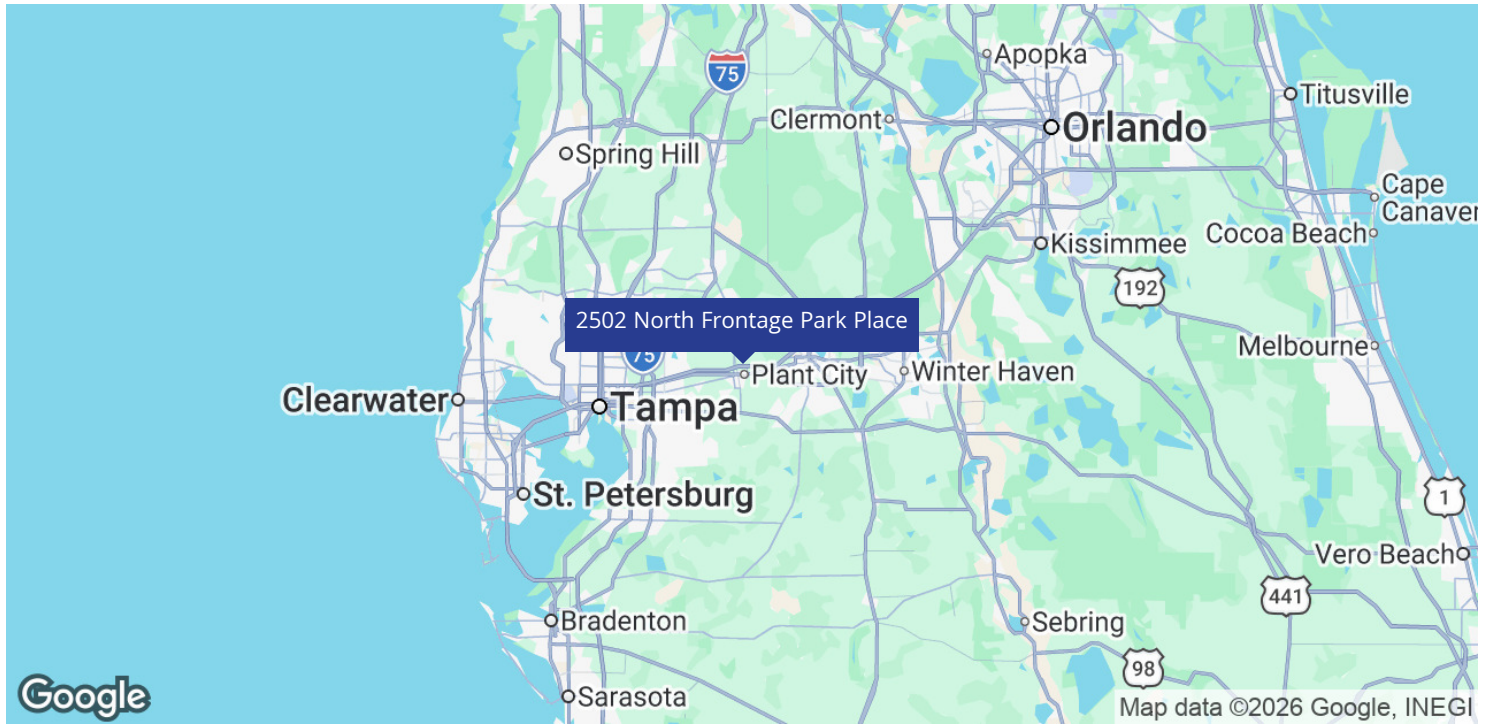 Apopka
75
Titusville
Clermont
Orlando
Spring Hill
Cape
Canaver
Cocoa Beach
Kissimmee
192
2502 North Frontage Park Place
Melbourne
75
Plant City
Winter Haven
Clearwater
Tampa
St. Petersburg
1
Vero Beach
441
Bradenton
Sebring
98
Sarasota
Google
Map data ©2026 Google, INEGI